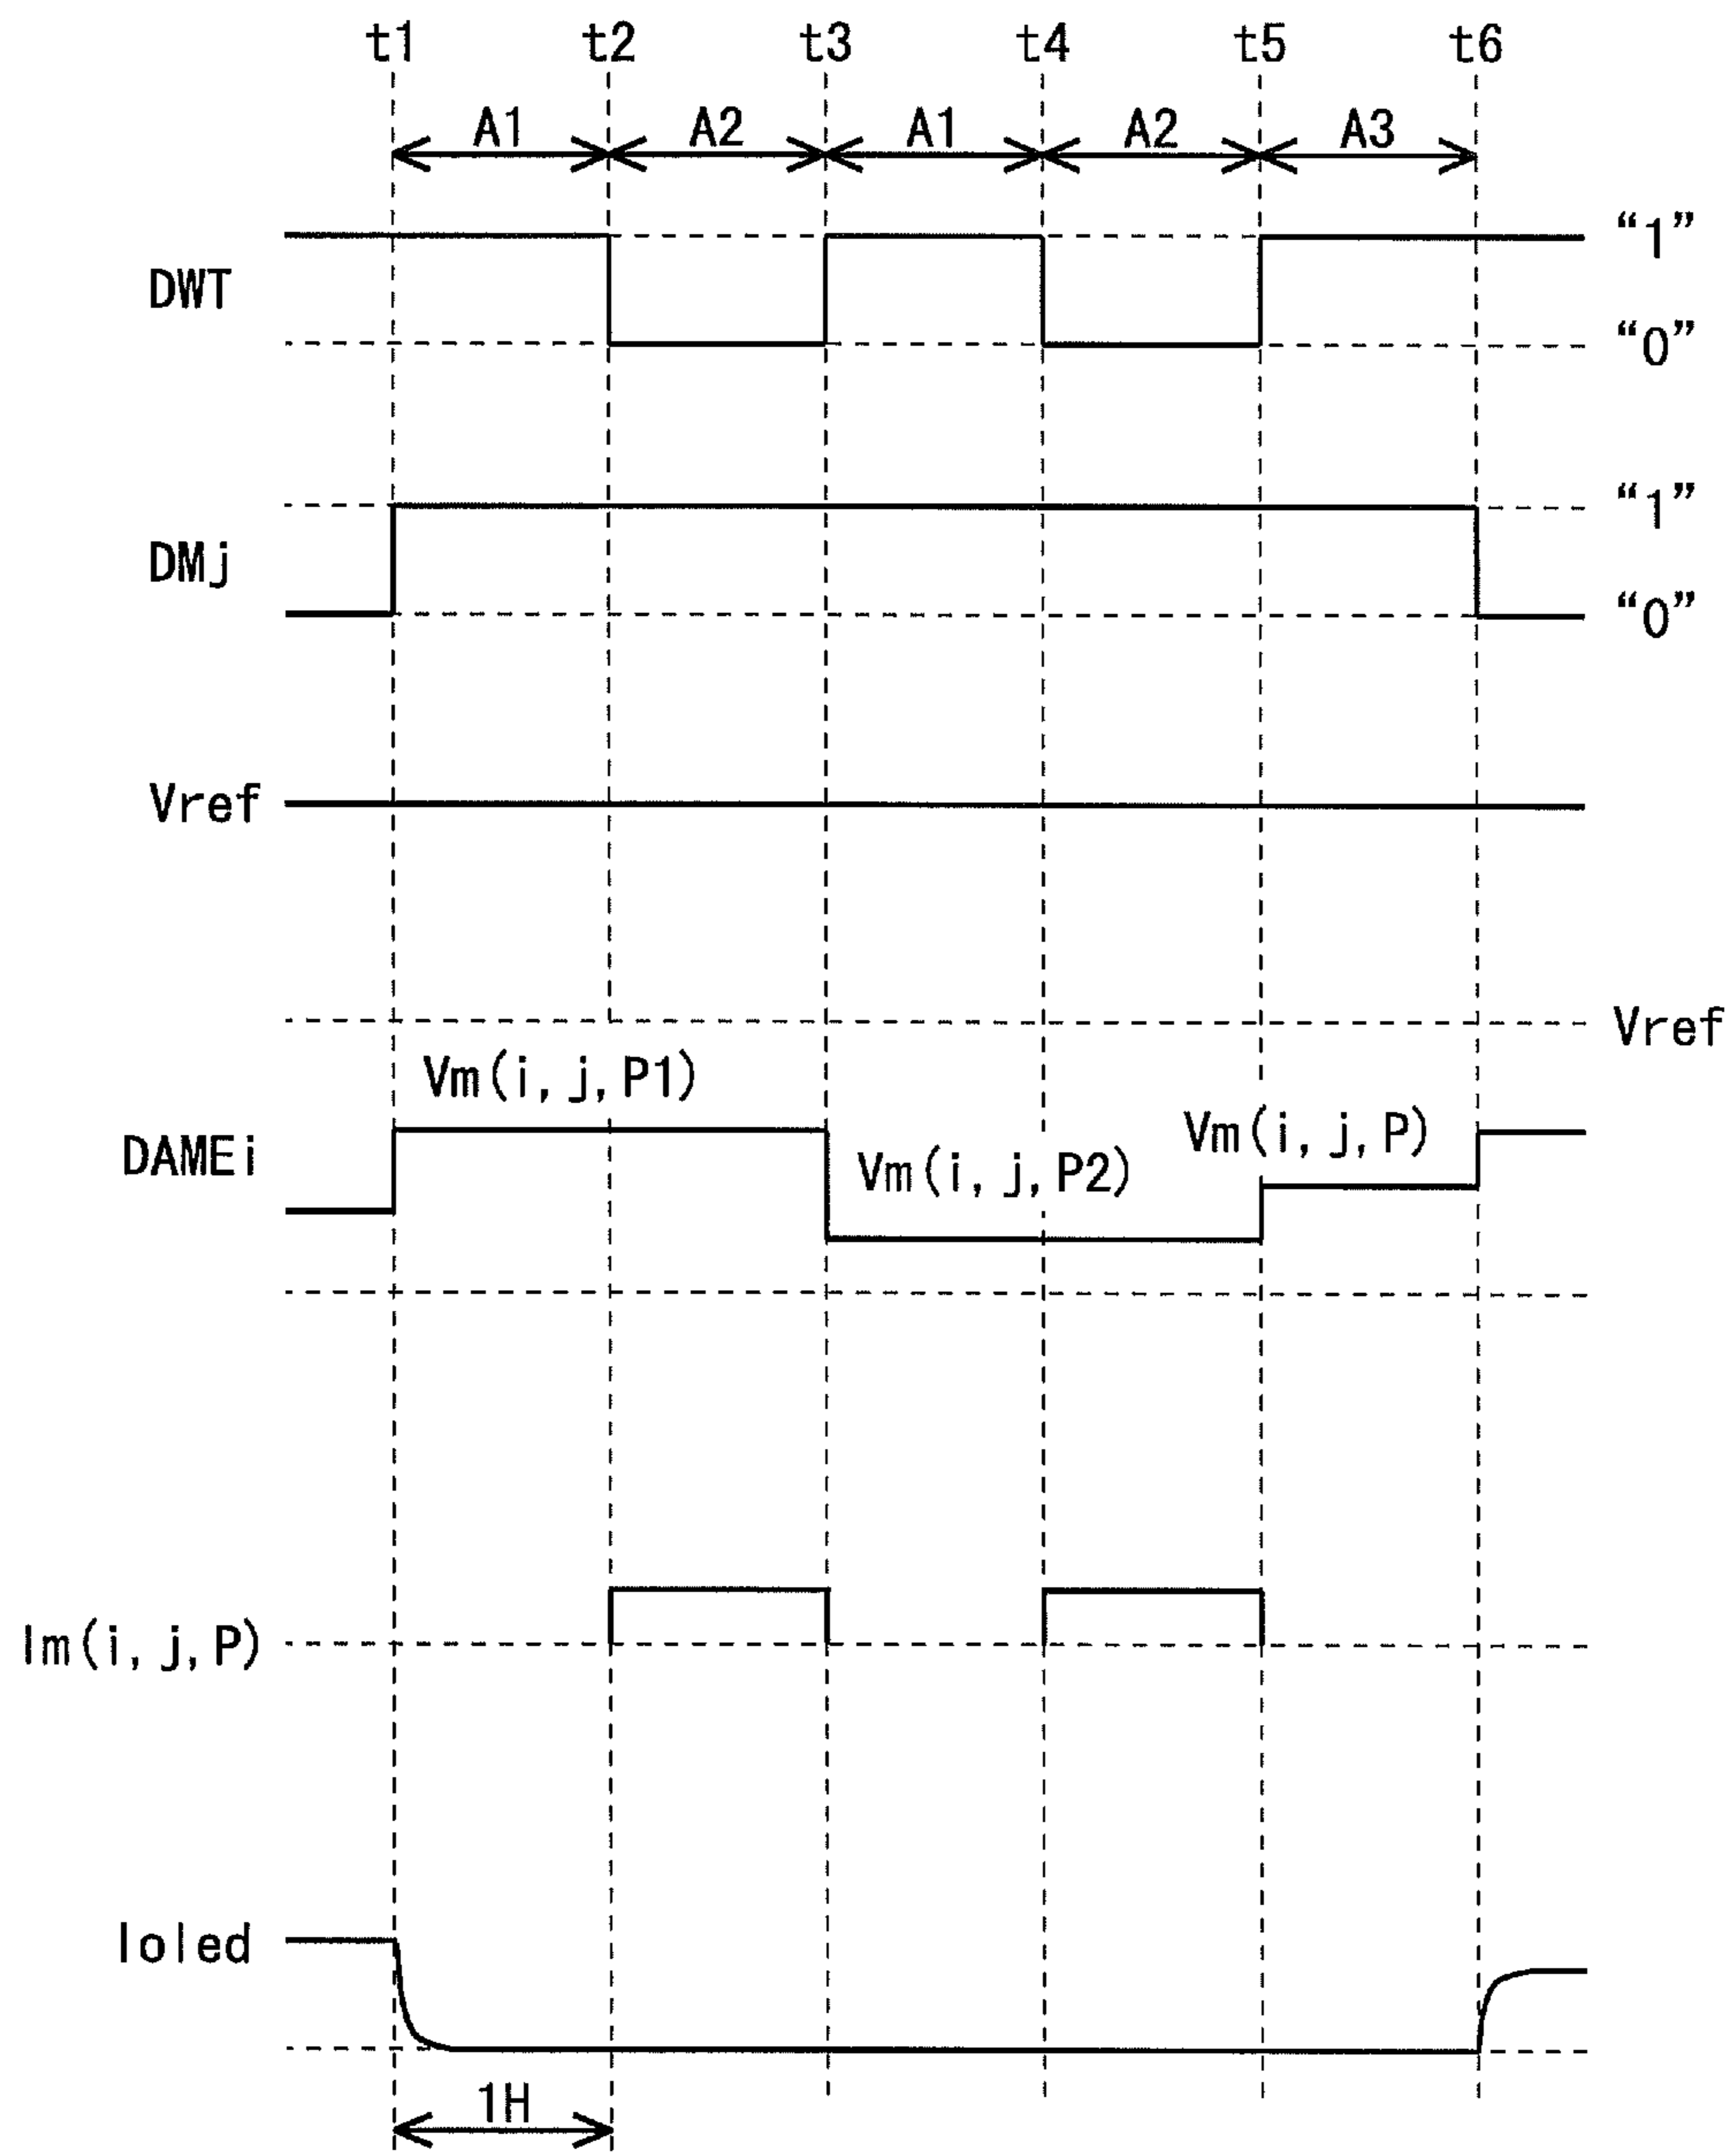 t1 t2 t3 t4 t5 t6
A1 A2 A1 A2 A3
“1”
DWT
“0”
“1”
DMj
“0”
Vref
Vref
Vm(i, j, P1)
DAMEi
Vm(i, j, P2)
Vm(i, j, P)
Im(i, j, P)
Ioled
1H